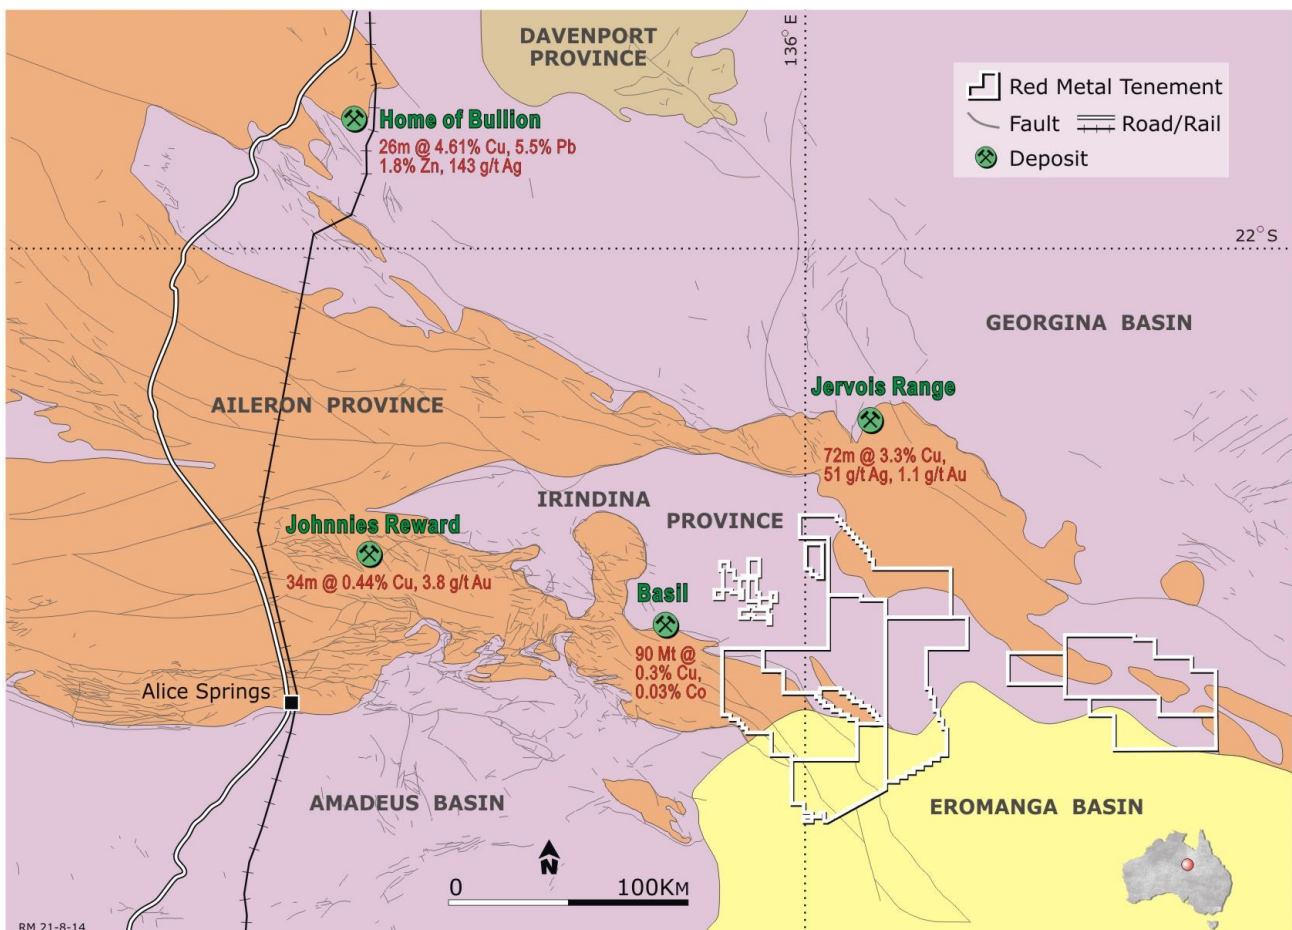 DAVENPORT
PROVINCE
136° E
Red Metal Tenement
Fault
Road/Rail
Deposit
Home of Bullion
26m @ 4.61% Cu, 5.5% Pb
1.8% Zn, 143 g/t Ag
22° S
GEORGINA BASIN
Jervois Range
72m @ 3.3% Cu,
51 g/t Ag, 1.1 g/t Au
AILERON PROVINCE
IRINDINA
PROVINCE
Johnnies Reward
34m @ 0.44% Cu, 3.8 g/t Au
Basil
90 Mt @
0.3% Cu,
0.03% Co
Alice Springs
AMADEUS BASIN
EROMANGA BASIN
N
0 100KM
RM 21-8-14